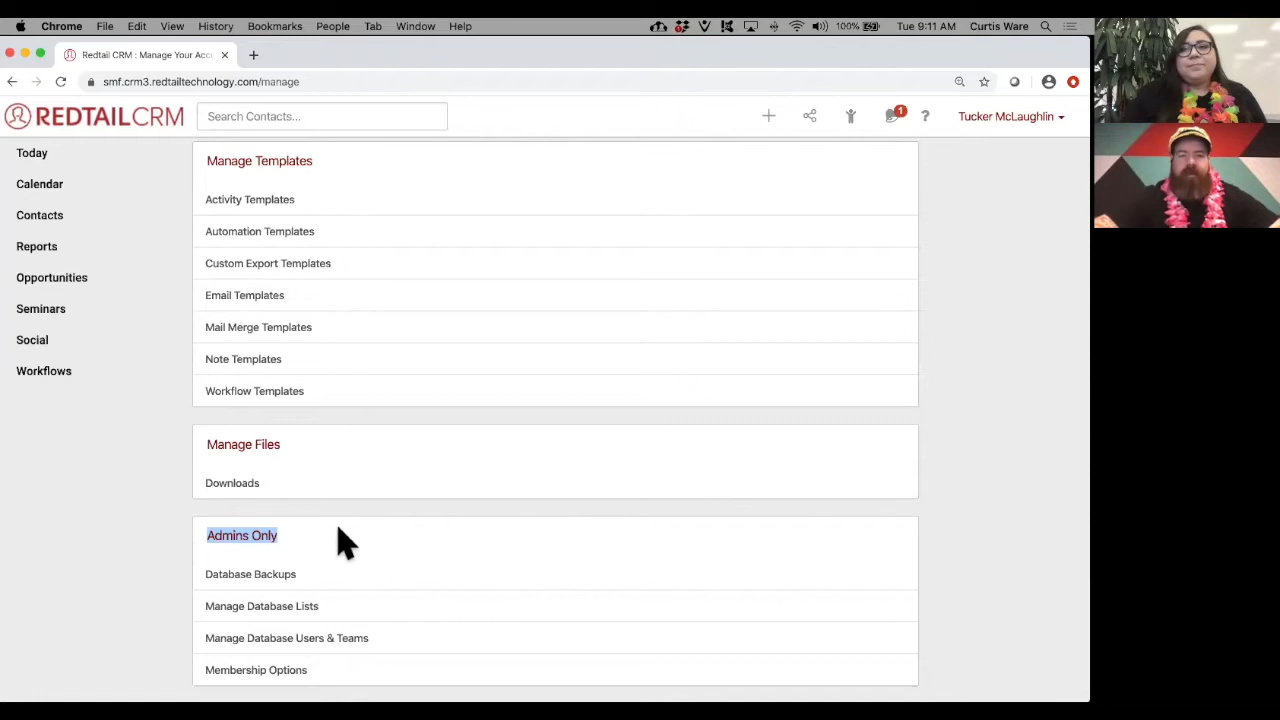 Chrome File Edit View History Bookmarks People Tab Window Help 100% Tue 9:11 AM Curtis Ware
Redtail CRM : Manage Your Acc
smf.crm3.redtailtechnology.com/manage
REDTAILCRM Search Contacts... 1 ? Tucker McLaughlin
Today
Calendar
Contacts
Reports
Opportunities
Seminars
Social
Workflows
Manage Templates
Activity Templates
Automation Templates
Custom Export Templates
Email Templates
Mail Merge Templates
Note Templates
Workflow Templates
Manage Files
Downloads
Admins Only
Database Backups
Manage Database Lists
Manage Database Users & Teams
Membership Options